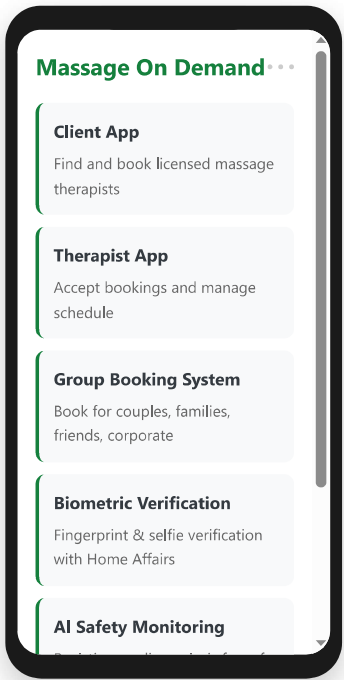 Massage On Demand
Client App
Find and book licensed massage
therapists
Therapist App
Accept bookings and manage
schedule
Group Booking System
Book for couples, families,
friends, corporate
Biometric Verification
Fingerprint & selfie verification
with Home Affairs
AI Safety Monitoring